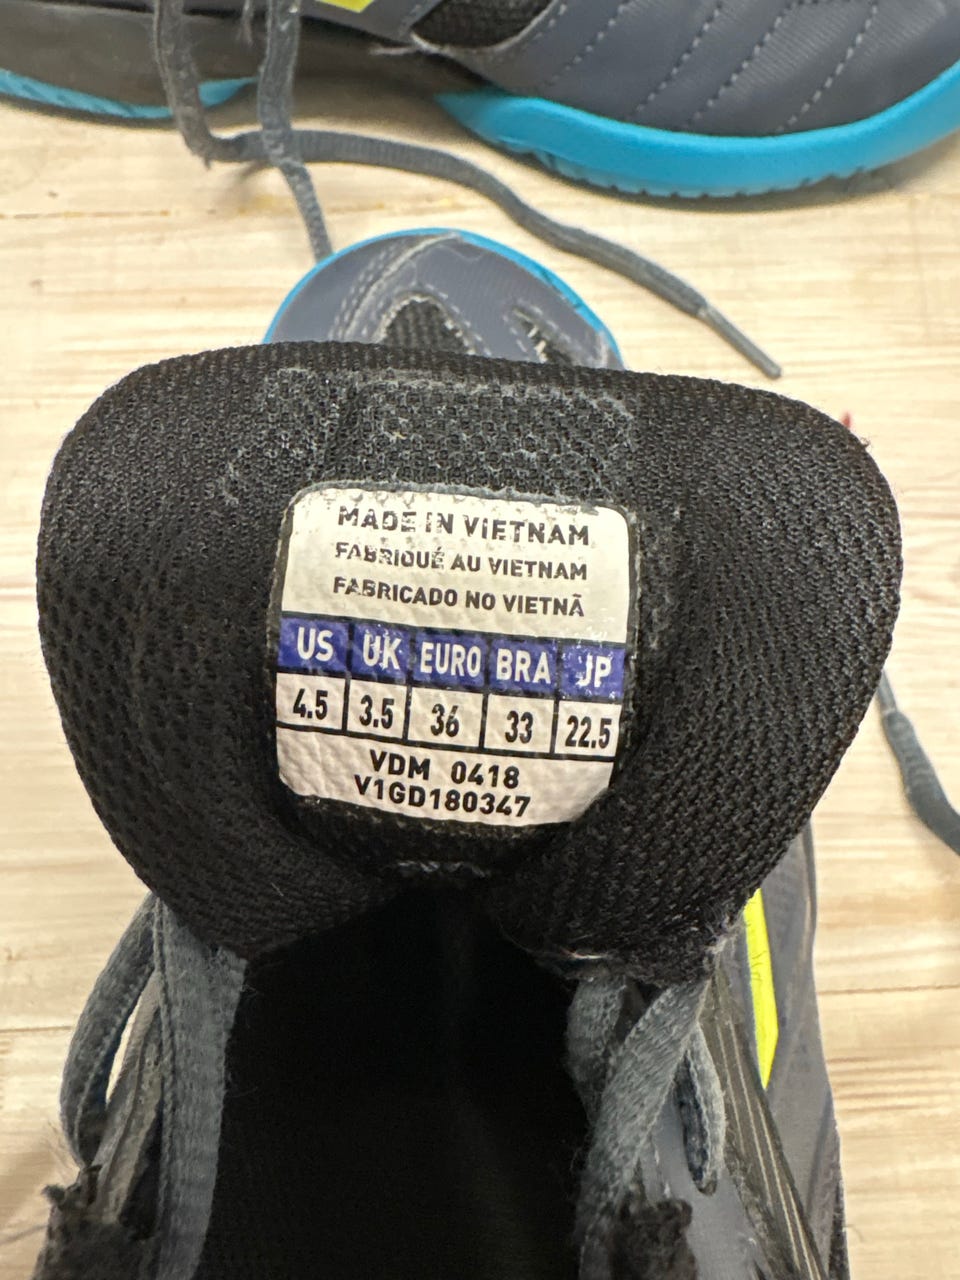 MADE IN VIETNAM
FABRIQUÉ AU VIETNAM
FABRICADO NO VIETNÃ
US UK EURO BRA JP
4.5 3.5 36 33 22.5
VDM 0418
V1GD180347